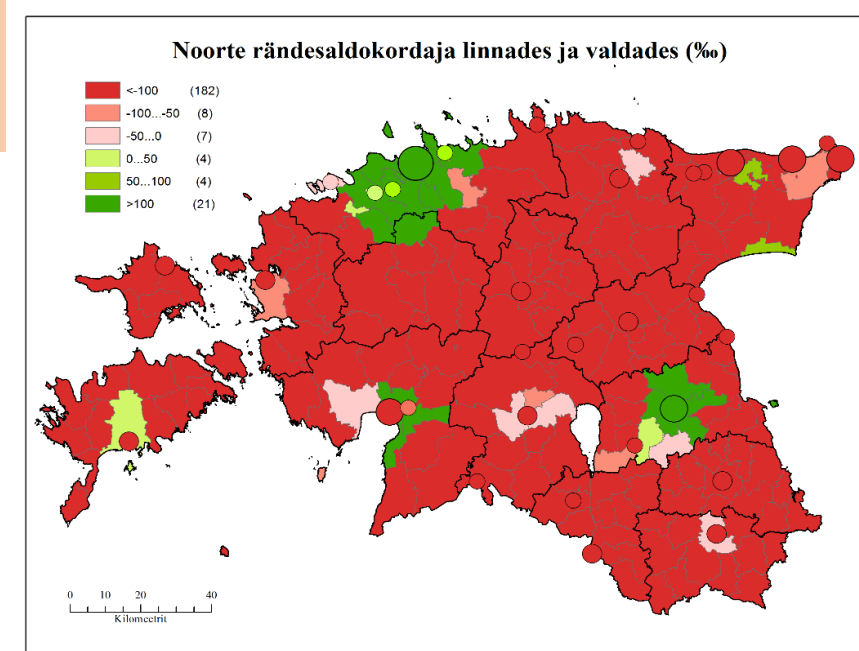 Noorte rändesaldokordaja linnades ja valdades (‰)
<-100 (182)
-100...-50 (8)
-50...0 (7)
0...50 (4)
50...100 (4)
>100 (21)
0 10 20 40
Kilomeetrit